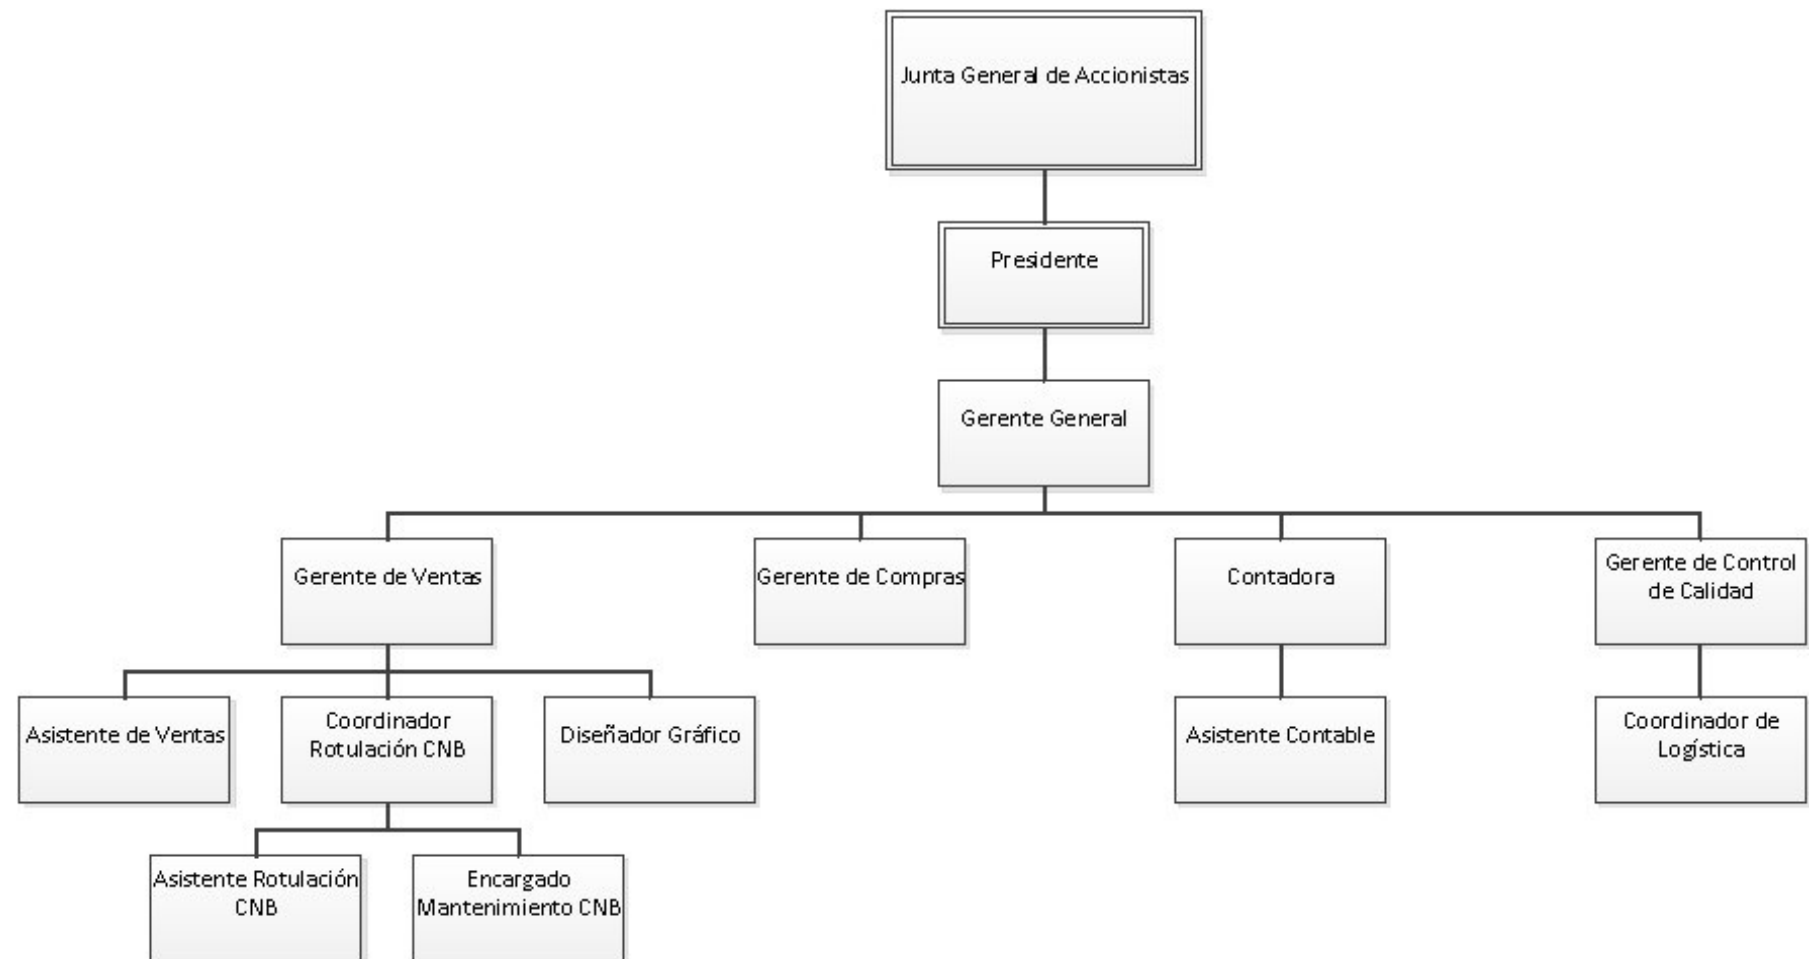 Junta General de Accionistas
Presidente
Gerente General
Gerente de Ventas
Gerente de Compras
Contadora
Gerente de Control
de Calidad
Asistente de Ventas
Coordinador
Rotulación CNB
Diseñador Gráfico
Asistente Contable
Coordinador de
Logística
Asistente Rotulación
CNB
Encargado
Mantenimiento CNB